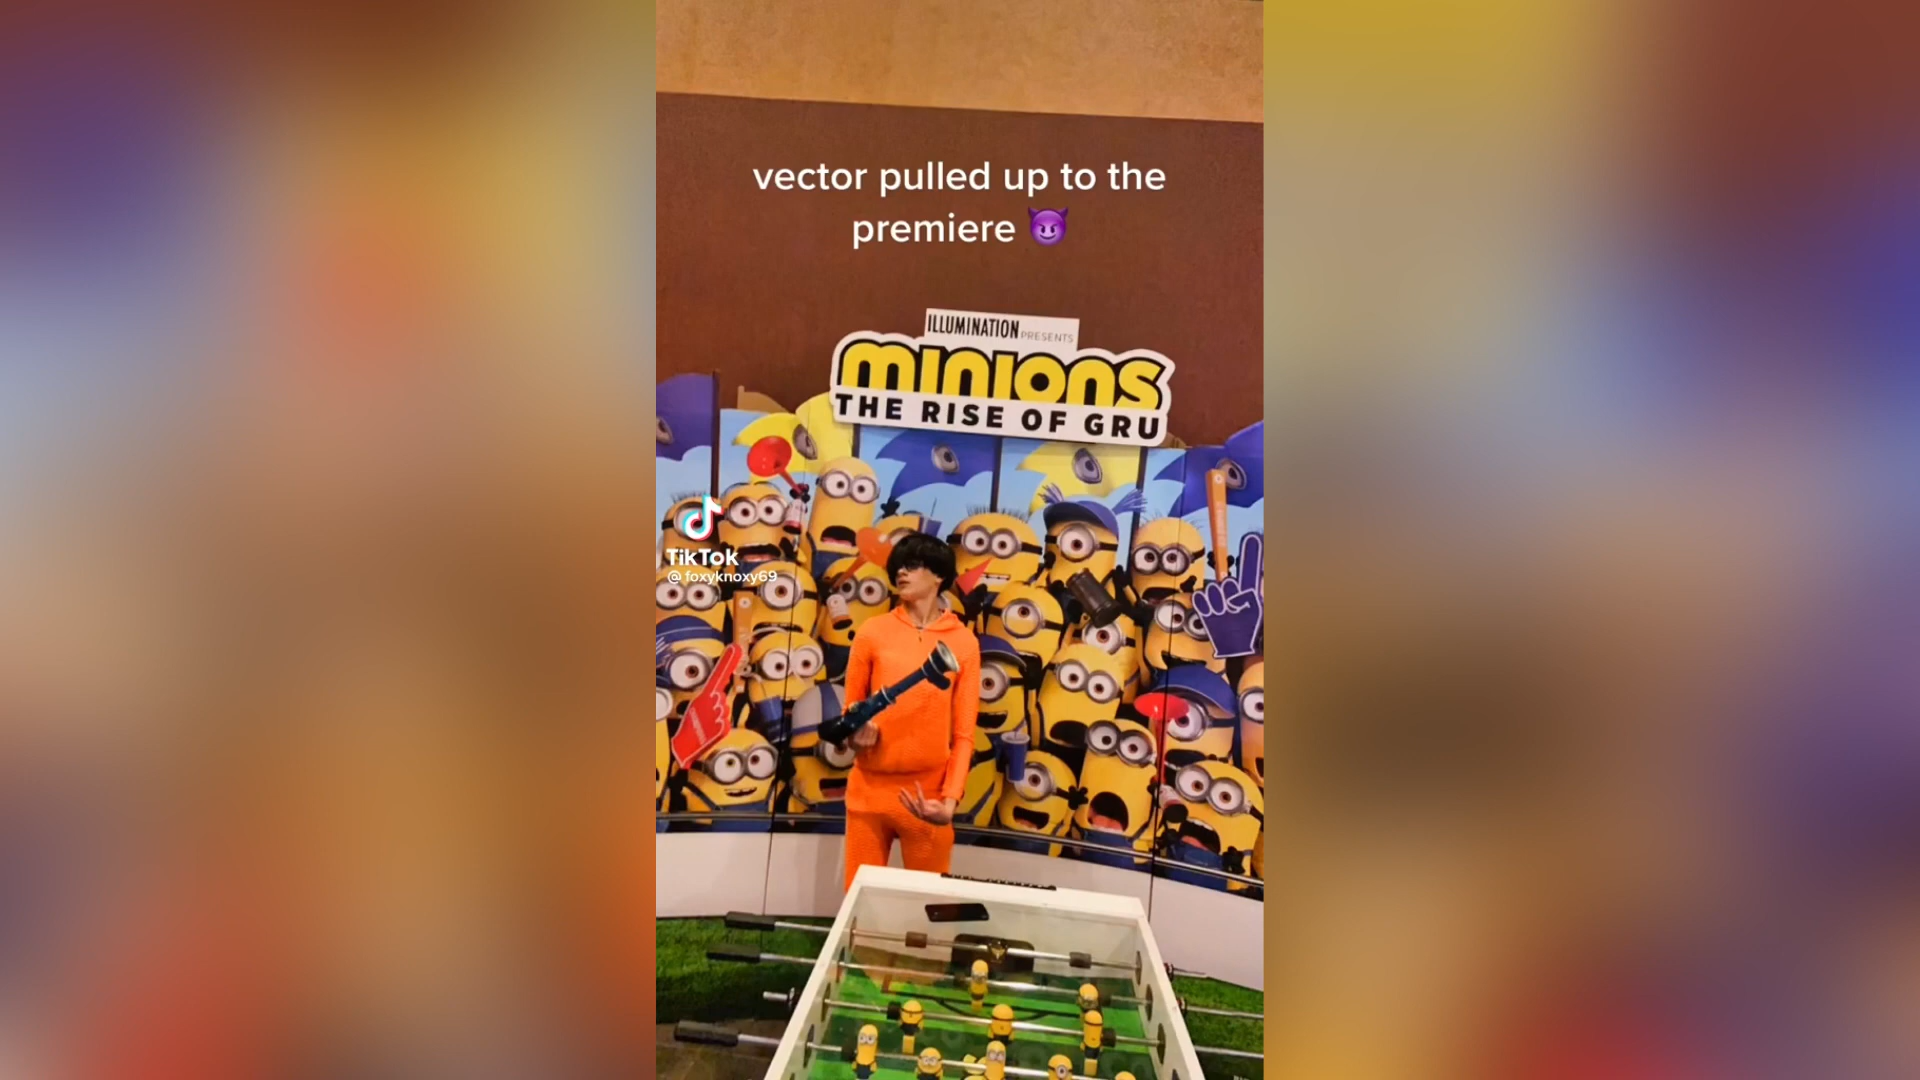 vector pulled up to the
premiere 😈
ILLUMINATION PRESENTS
minions
THE RISE OF GRU
TikTok
@foxyknoxy69